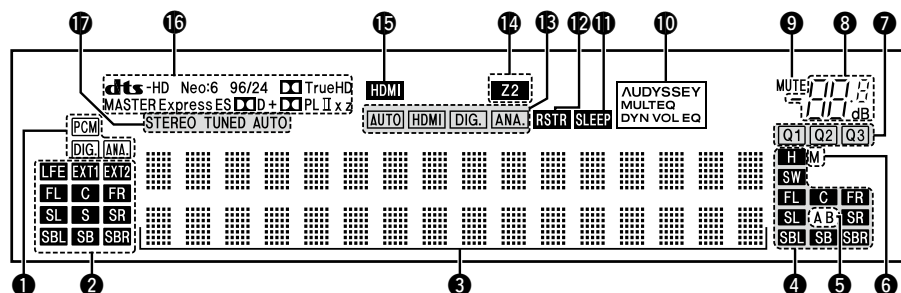 ⓱ ⓰ ⓯ ⓮ ⓭ ⓬ ⓫ ❿ ❾ ❽ ❼
dts-HD Neo:6 96/24 TrueHD
MASTER Express ES D + PL II x z
STEREO TUNED AUTO
HDMI
Z2
AUTO HDMI DIG. ANA. RSTR SLEEP
AUDYSSEY
MULTEQ
DYN VOL EQ
MUTE
dB
Q1 Q2 Q3
PCM
DIG. ANA.
LFE EXT1 EXT2
FL C FR
SL S SR
SBL SB SBR
H M
SW
FL C FR
SL A B SR
SBL SB SBR
❶ ❷ ❸ ❹ ❺ ❻